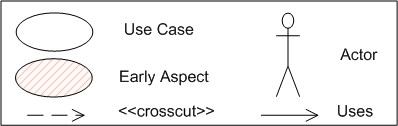 Use Case
Actor
Early Aspect
<<crosscut>>
Uses